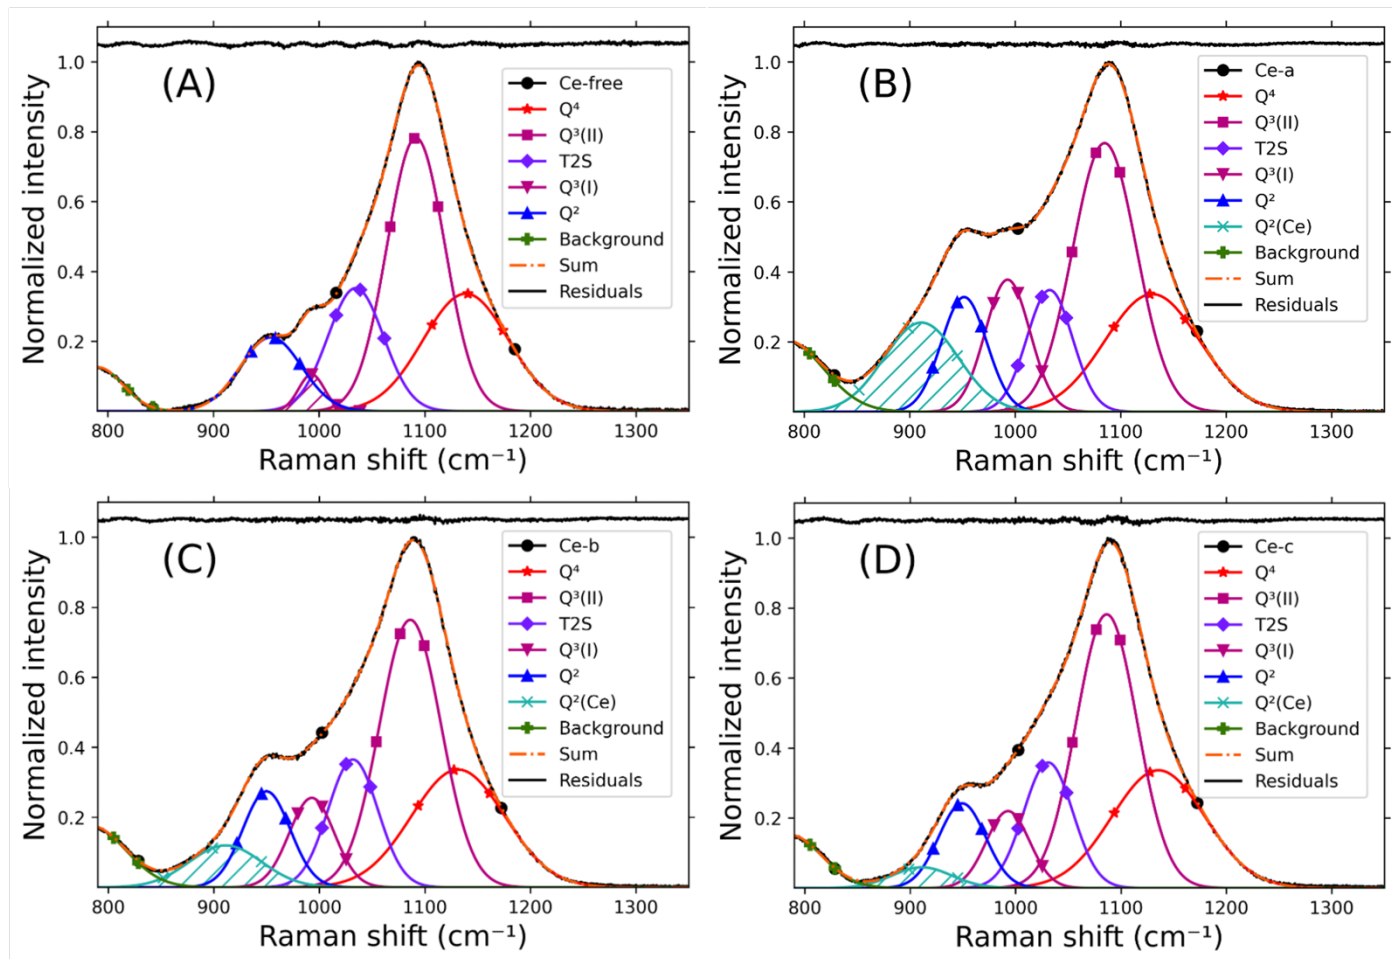 (A)
Normalized intensity
1.0
0.8
0.6
0.4
0.2
Ce-free
Q⁴
Q³(II)
T2S
Q³(I)
Q²
Background
Sum
Residuals
800 900 1000 1100 1200 1300
Raman shift (cm⁻¹)
(B)
Normalized intensity
1.0
0.8
0.6
0.4
0.2
Ce-a
Q⁴
Q³(II)
T2S
Q³(I)
Q²
Q²(Ce)
Background
Sum
Residuals
800 900 1000 1100 1200 1300
Raman shift (cm⁻¹)
(C)
Normalized intensity
1.0
0.8
0.6
0.4
0.2
Ce-b
Q⁴
Q³(II)
T2S
Q³(I)
Q²
Q²(Ce)
Background
Sum
Residuals
800 900 1000 1100 1200 1300
Raman shift (cm⁻¹)
(D)
Normalized intensity
1.0
0.8
0.6
0.4
0.2
Ce-c
Q⁴
Q³(II)
T2S
Q³(I)
Q²
Q²(Ce)
Background
Sum
Residuals
800 900 1000 1100 1200 1300
Raman shift (cm⁻¹)